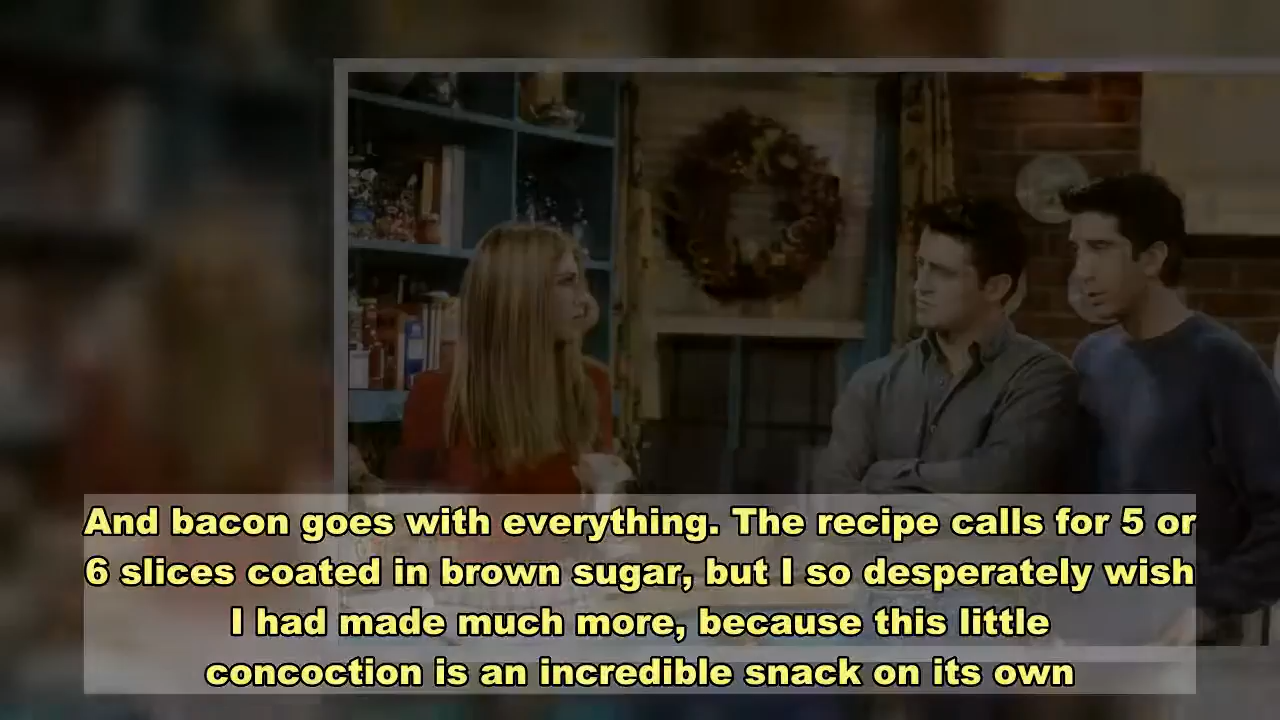 And bacon goes with everything. The recipe calls for 5 or
6 slices coated in brown sugar, but I so desperately wish
I had made much more, because this little
concoction is an incredible snack on its own